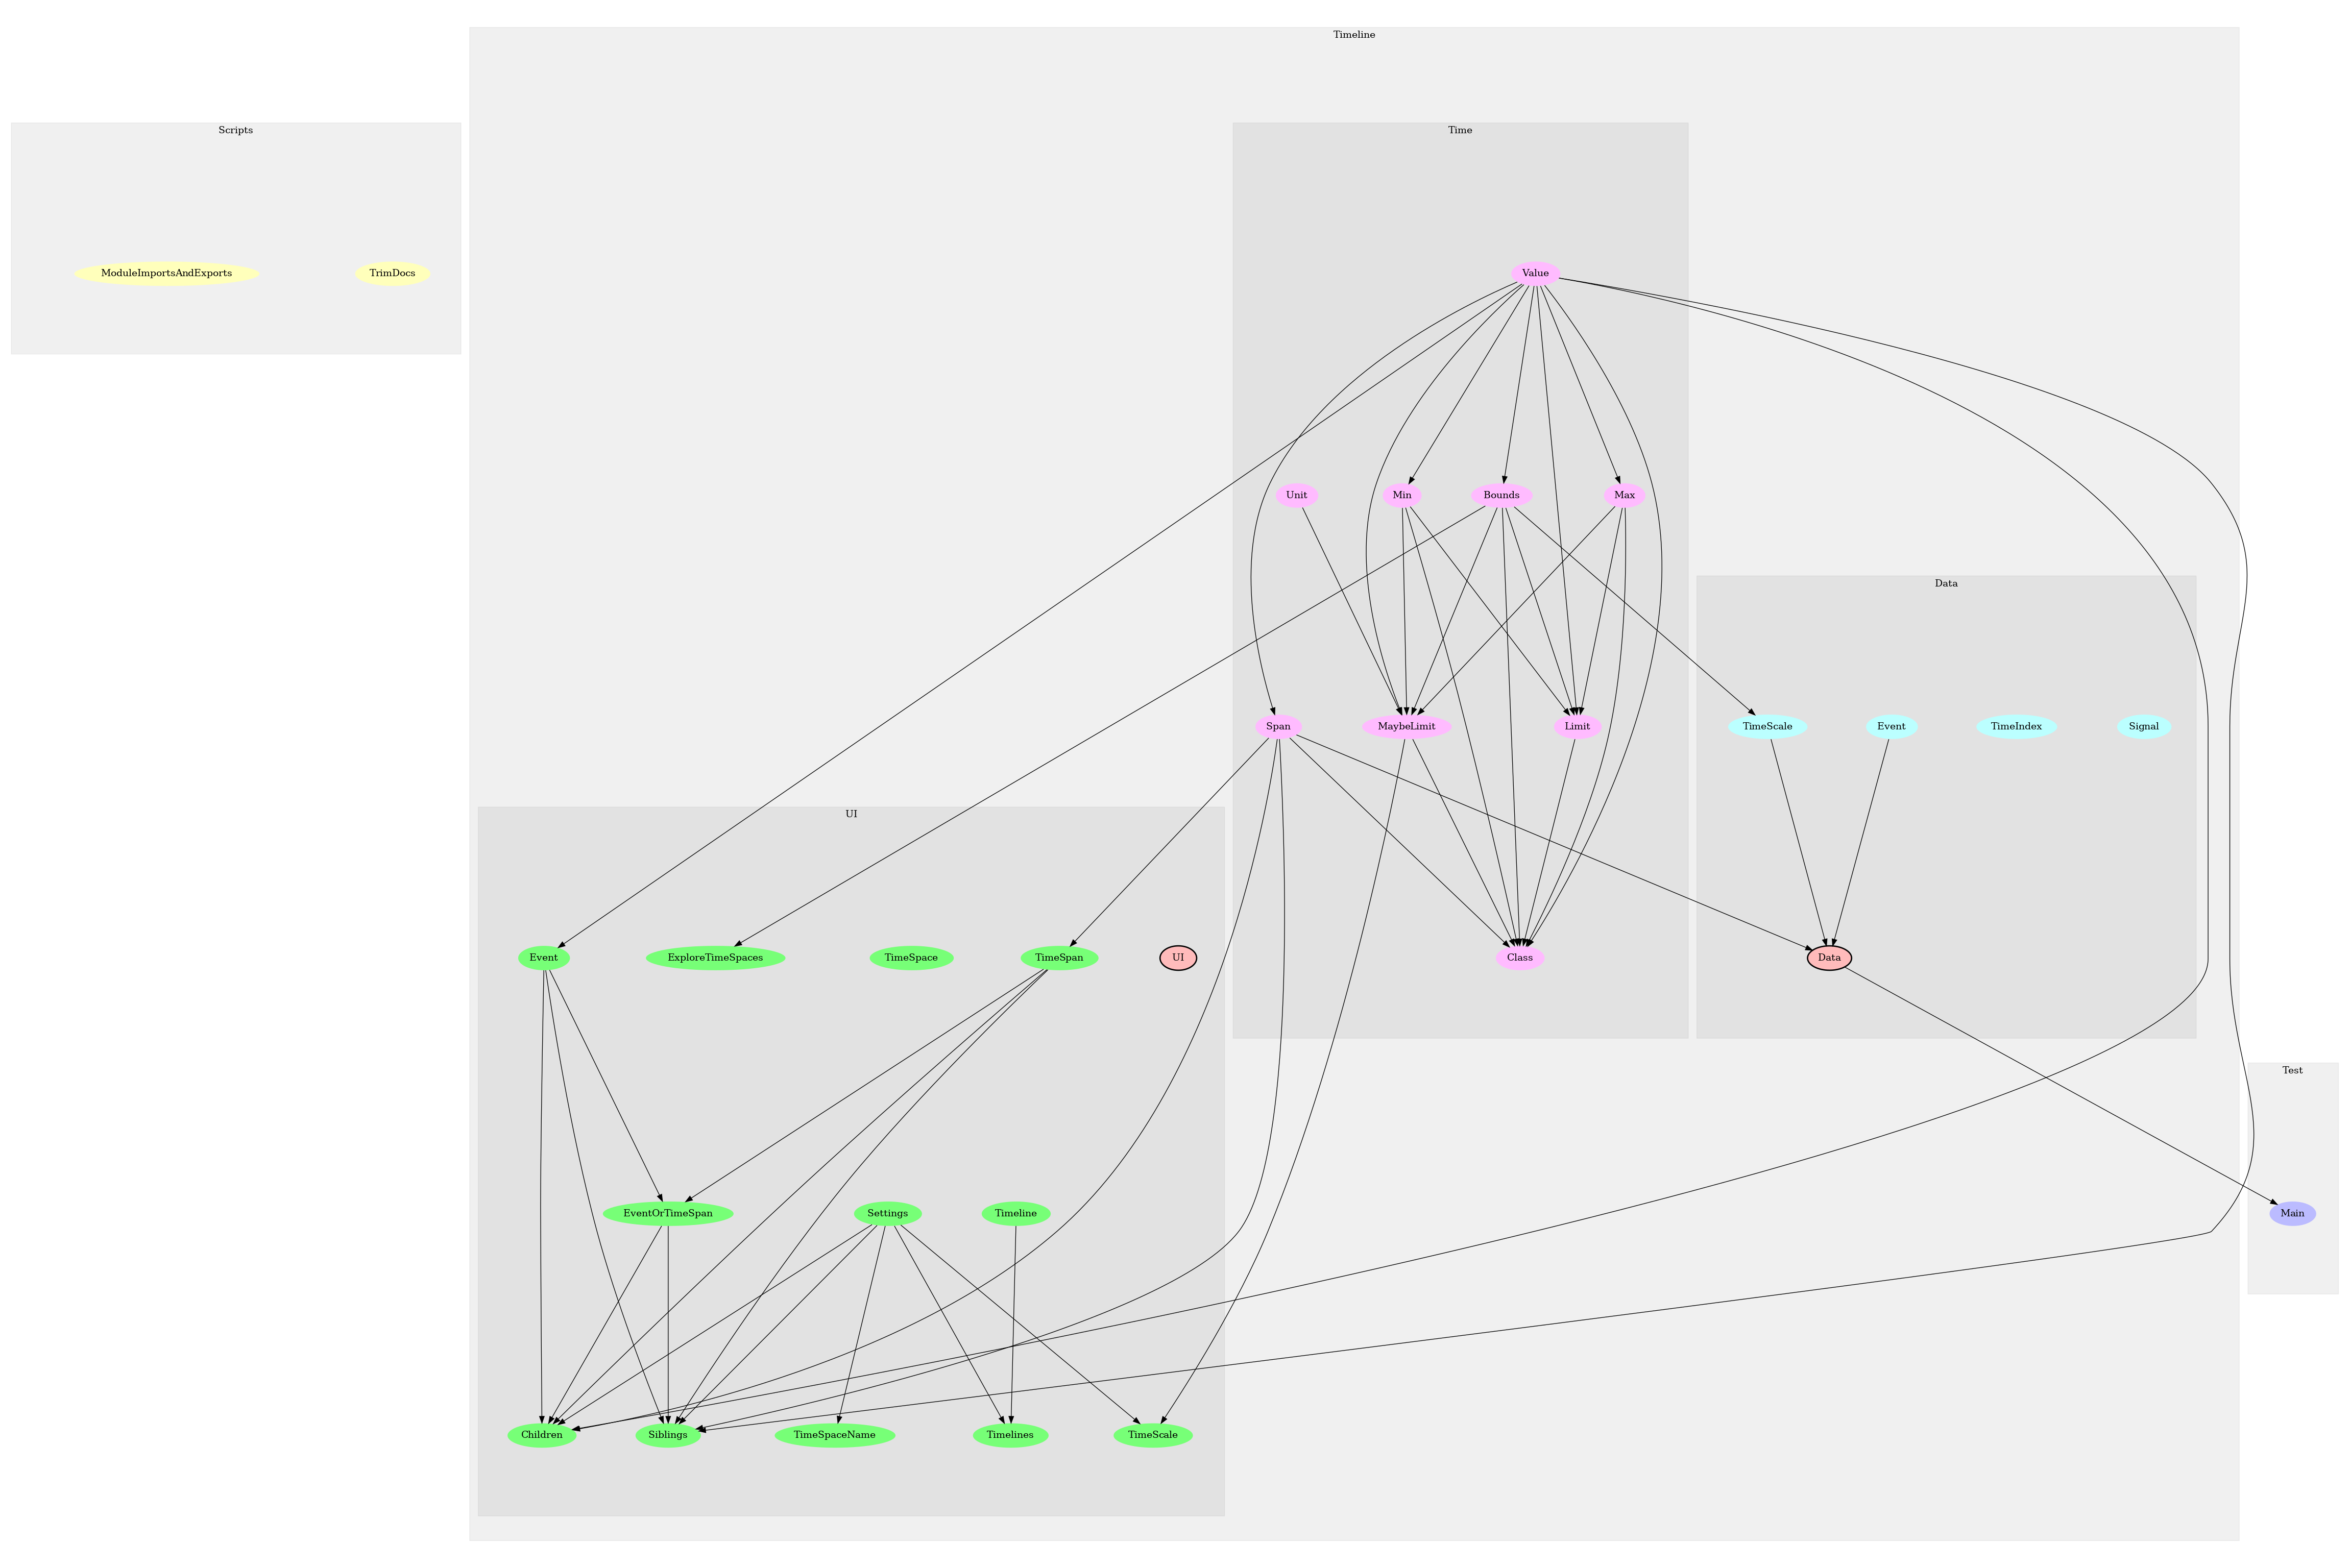 Timeline
Scripts
Time
ModuleImportsAndExports
TrimDocs
Value
Unit
Min
Bounds
Max
Data
Span
MaybeLimit
Limit
TimeScale
Event
TimeIndex
Signal
UI
Event
ExploreTimeSpaces
TimeSpace
TimeSpan
UI
Class
Data
Test
EventOrTimeSpan
Settings
Timeline
Main
Children
Siblings
TimeSpaceName
Timelines
TimeScale